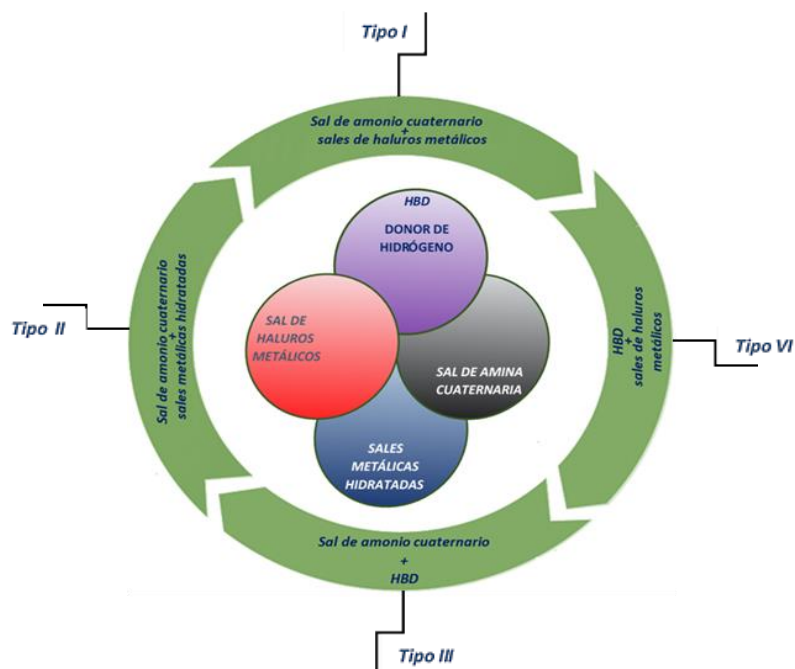 Tipo I
Sal de amonio cuaternario
+
sales de haluros metálicos
HBD
DONOR DE
HIDRÓGENO
SAL DE
HALUROS
METÁLICOS
SAL DE AMINA
CUATERNARIA
SALES
METÁLICAS
HIDRATADAS
Tipo II
Sal de amonio cuaternario
+
sales metálicas hidratadas
HBD
+
sales de haluros
metálicos
Tipo VI
Sal de amonio cuaternario
+
HBD
Tipo III